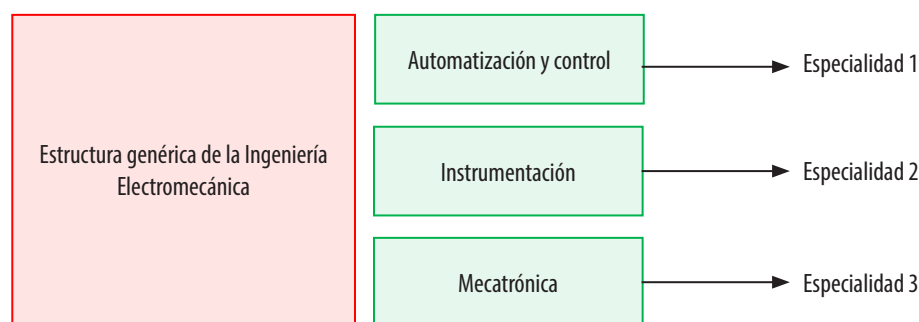 Estructura genérica de la Ingeniería
Electromecánica
Automatización y control
Especialidad 1
Instrumentación
Especialidad 2
Mecatrónica
Especialidad 3